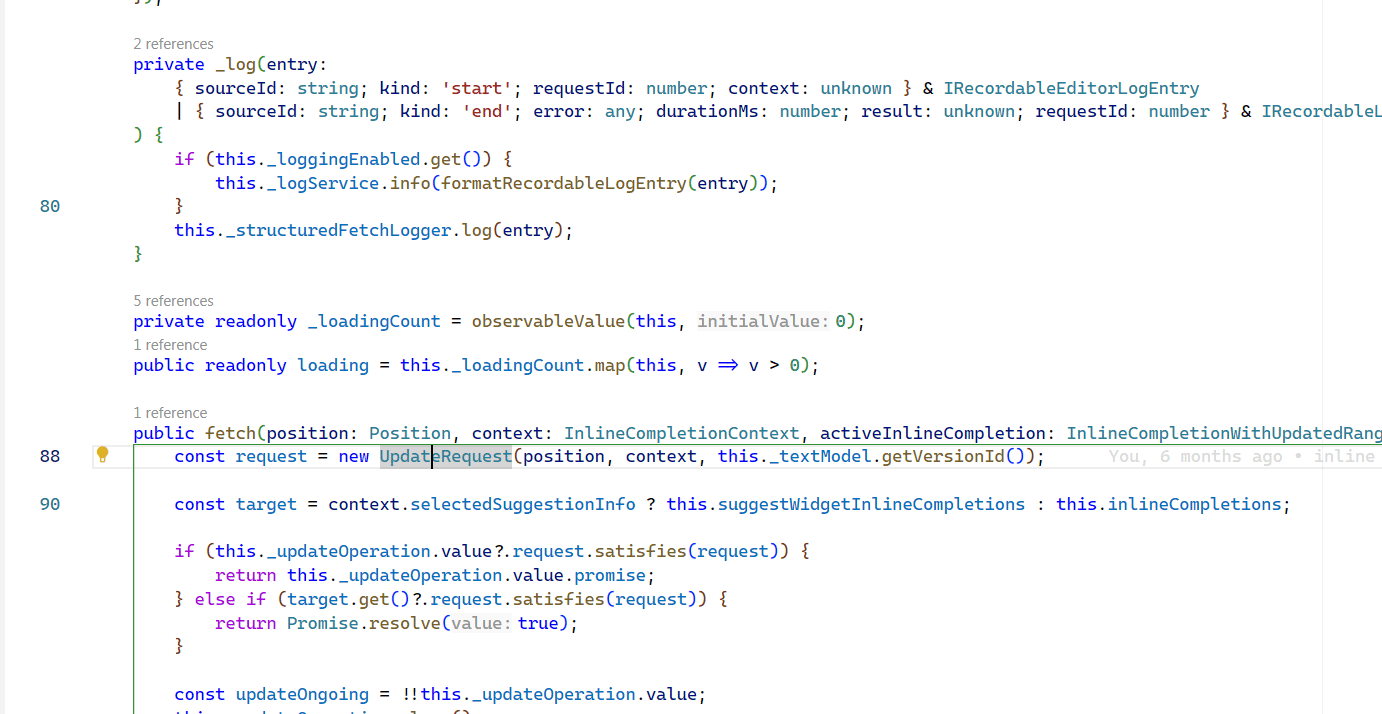 });
2 references
private _log(entry:
{ sourceId: string; kind: 'start'; requestId: number; context: unknown } & IRecordableEditorLogEntry
| { sourceId: string; kind: 'end'; error: any; durationMs: number; result: unknown; requestId: number } & IRecordableL
) {
if (this._loggingEnabled.get()) {
this._logService.info(formatRecordableLogEntry(entry));
80 }
this._structuredFetchLogger.log(entry);
}
5 references
private readonly _loadingCount = observableValue(this, initialValue: 0);
1 reference
public readonly loading = this._loadingCount.map(this, v => v > 0);
1 reference
public fetch(position: Position, context: InlineCompletionContext, activeInlineCompletion: InlineCompletionWithUpdatedRang
88 const request = new UpdateRequest(position, context, this._textModel.getVersionId()); You, 6 months ago • inline
90 const target = context.selectedSuggestionInfo ? this.suggestWidgetInlineCompletions : this.inlineCompletions;
if (this._updateOperation.value?.request.satisfies(request)) {
return this._updateOperation.value.promise;
} else if (target.get()?.request.satisfies(request)) {
return Promise.resolve(value: true);
}
const updateOngoing = !!this._updateOperation.value;